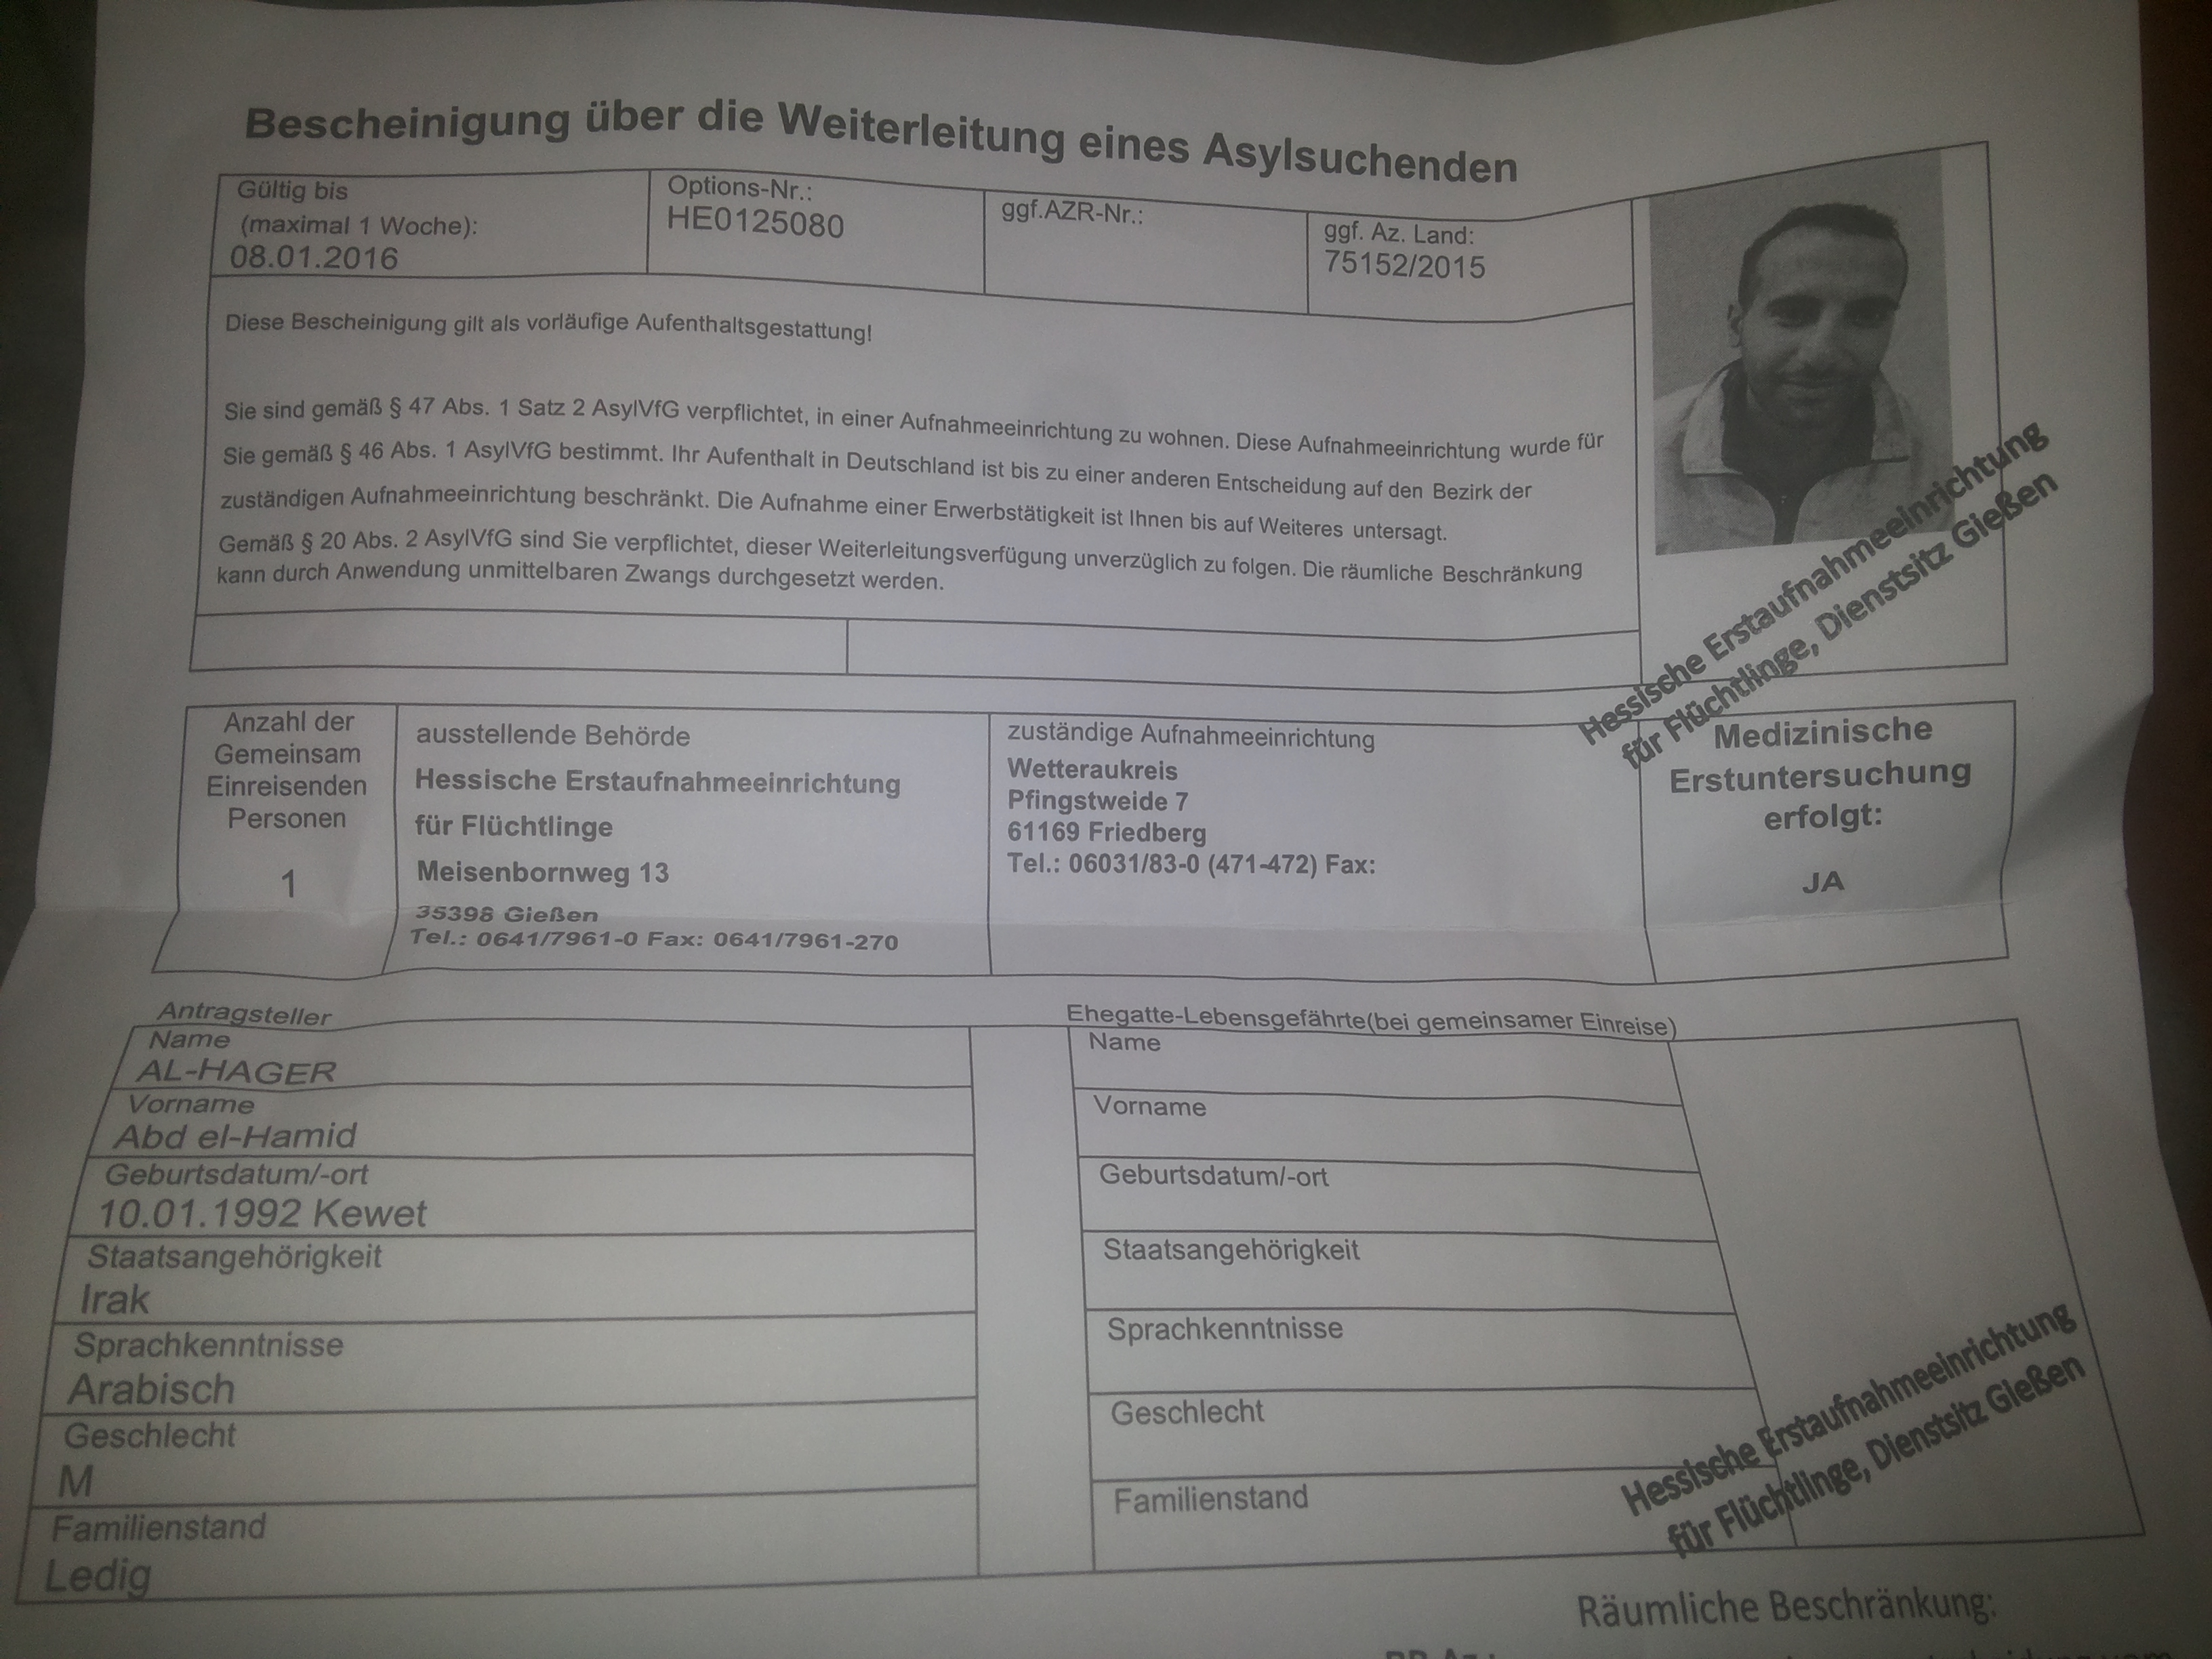 Bescheinigung über die Weiterleitung eines Asylsuchenden
Gültig bis
(maximal 1 Woche):
08.01.2016
Options-Nr.:
HE0125080
ggf.AZR-Nr.:
ggf. Az. Land:
75152/2015
Diese Bescheinigung gilt als vorläufige Aufenthaltsgestattung!
Sie sind gemäß § 47 Abs. 1 Satz 2 AsylVfG verpflichtet, in einer Aufnahmeeinrichtung zu wohnen. Diese Aufnahmeeinrichtung wurde für
Sie gemäß § 46 Abs. 1 AsylVfG bestimmt. Ihr Aufenthalt in Deutschland ist bis zu einer anderen Entscheidung auf den Bezirk der
zuständigen Aufnahmeeinrichtung beschränkt. Die Aufnahme einer Erwerbstätigkeit ist Ihnen bis auf Weiteres untersagt.
Gemäß § 20 Abs. 2 AsylVfG sind Sie verpflichtet, dieser Weiterleitungsverfügung unverzüglich zu folgen. Die räumliche Beschränkung
kann durch Anwendung unmittelbaren Zwangs durchgesetzt werden.
Hessische Erstaufnahmeeinrichtung
für Flüchtlinge, Dienstsitz Gießen
Anzahl der
Gemeinsam
Einreisenden
Personen
1
ausstellende Behörde
Hessische Erstaufnahmeeinrichtung
für Flüchtlinge
Meisenbornweg 13
35398 Gießen
Tel.: 0641/7961-0 Fax: 0641/7961-270
zuständige Aufnahmeeinrichtung
Wetteraukreis
Pfingstweide 7
61169 Friedberg
Tel.: 06031/83-0 (471-472) Fax:
Medizinische
Erstuntersuchung
erfolgt:
JA
Antragsteller
Name
AL-HAGER
Vorname
Abd el-Hamid
Geburtsdatum/-ort
10.01.1992 Kewet
Staatsangehörigkeit
Irak
Sprachkenntnisse
Arabisch
Geschlecht
M
Familienstand
Ledig
Ehegatte-Lebensgefährte(bei gemeinsamer Einreise)
Name
Vorname
Geburtsdatum/-ort
Staatsangehörigkeit
Sprachkenntnisse
Geschlecht
Familienstand
Hessische Erstaufnahmeeinrichtung
für Flüchtlinge, Dienstsitz Gießen
Räumliche Beschränkung: